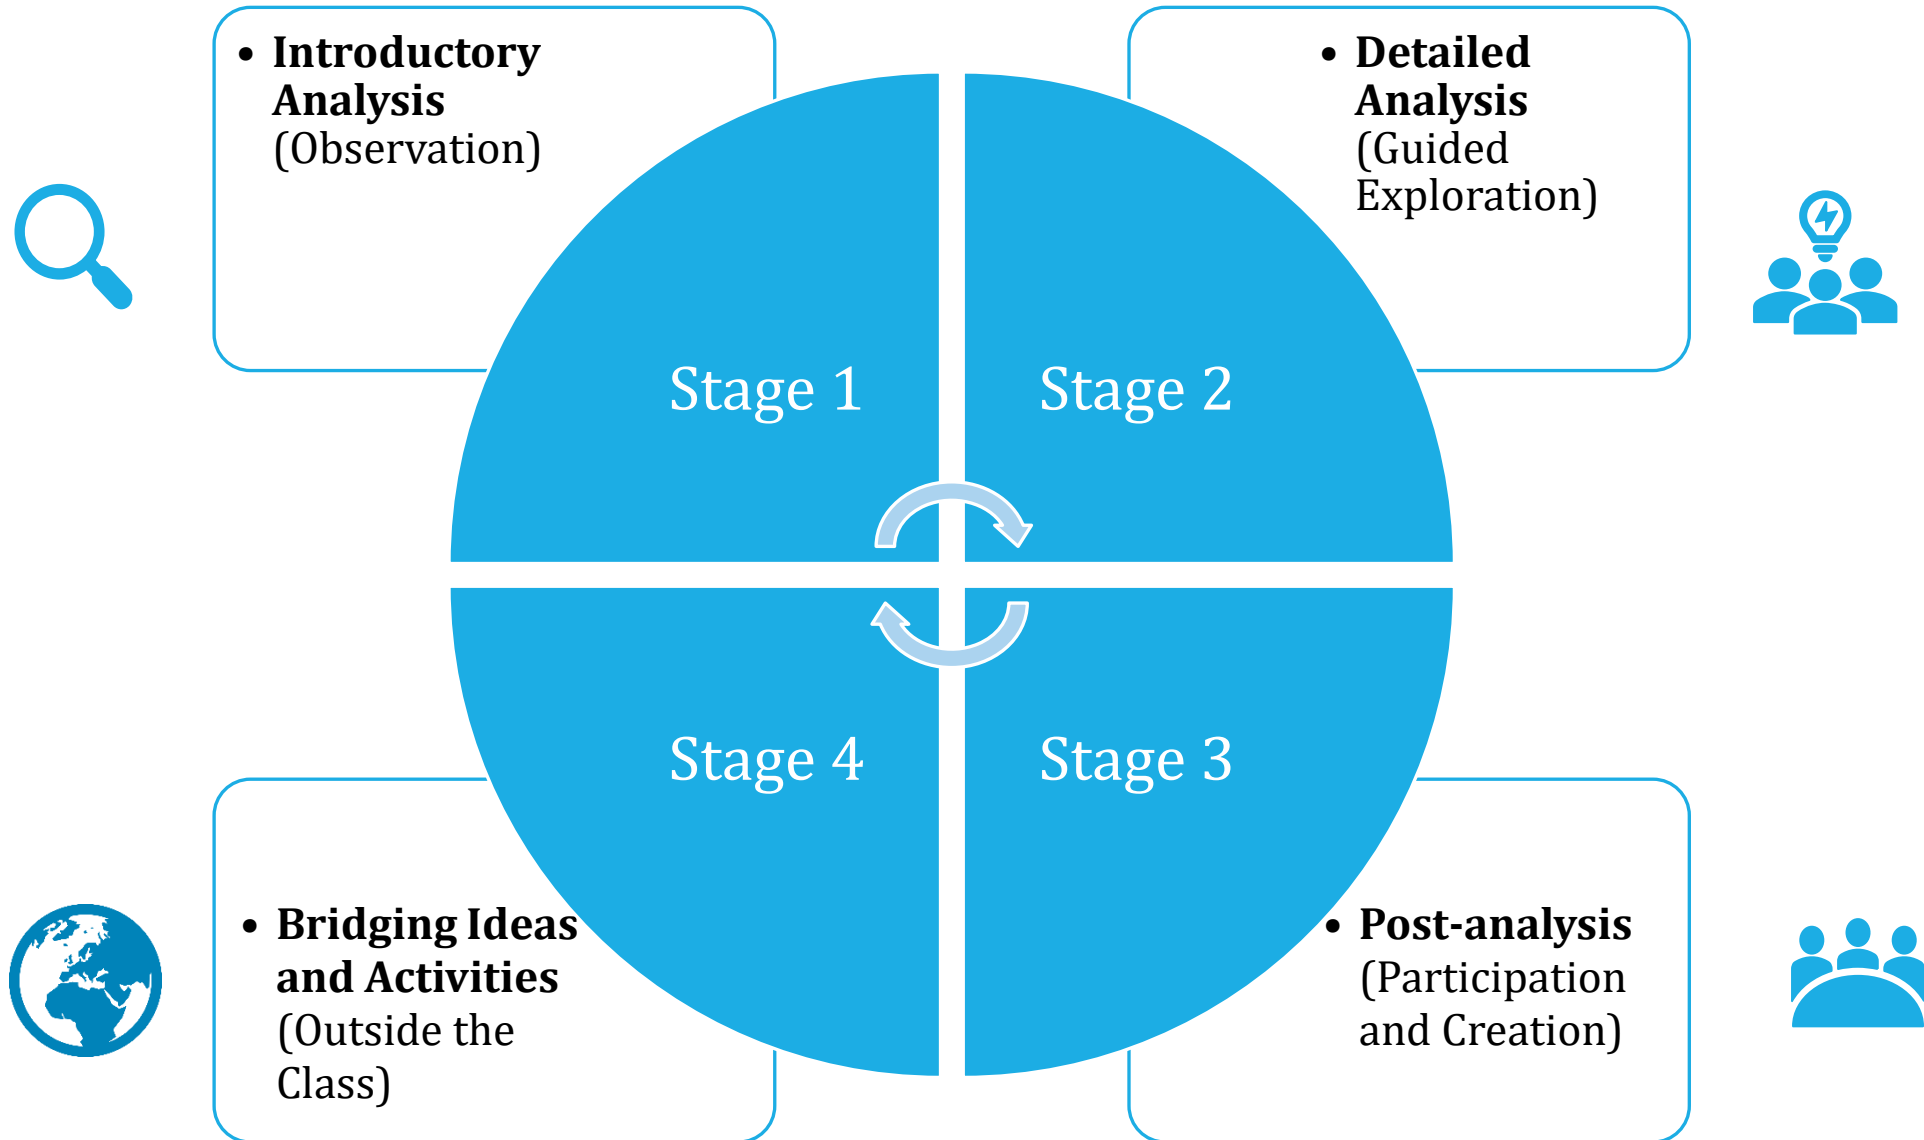 • Introductory
Analysis
(Observation)
• Detailed
Analysis
(Guided
Exploration)
Stage 1
Stage 2
Stage 4
Stage 3
• Bridging Ideas
and Activities
(Outside the
Class)
• Post-analysis
(Participation
and Creation)